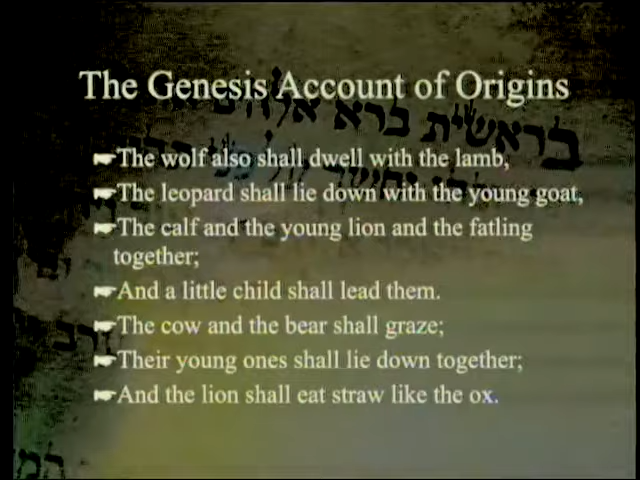 The Genesis Account of Origins
בראשית ברא אלהים
The wolf also shall dwell with the lamb,
The leopard shall lie down with the young goat,
The calf and the young lion and the fatling
together;
And a little child shall lead them.
The cow and the bear shall graze;
Their young ones shall lie down together;
And the lion shall eat straw like the ox.